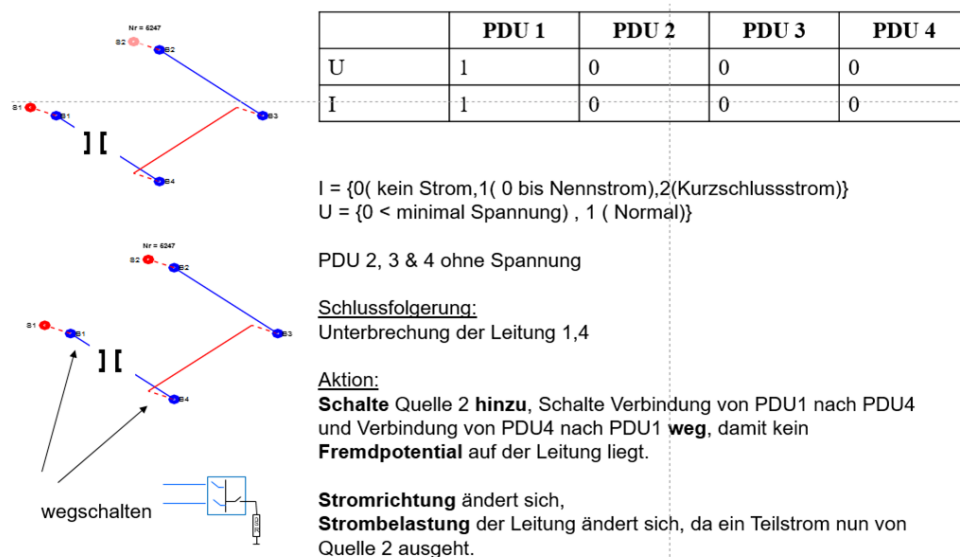 Nr = 6247
S2
B2
S1
B1
B3
][
B4
PDU 1 PDU 2 PDU 3 PDU 4
U 1 0 0 0
I 1 0 0 0
I = {0( kein Strom,1( 0 bis Nennstrom),2(Kurzschlussstrom)}
U = {0 < minimal Spannung) , 1 ( Normal)}
PDU 2, 3 & 4 ohne Spannung
Schlussfolgerung:
Unterbrechung der Leitung 1,4
Aktion:
Schalte Quelle 2 hinzu, Schalte Verbindung von PDU1 nach PDU4
und Verbindung von PDU4 nach PDU1 weg, damit kein
Fremdpotential auf der Leitung liegt.
Stromrichtung ändert sich,
Strombelastung der Leitung ändert sich, da ein Teilstrom nun von
Quelle 2 ausgeht.
Nr = 6247
S2
B2
S1
B1
B3
][
B4
wegschalten